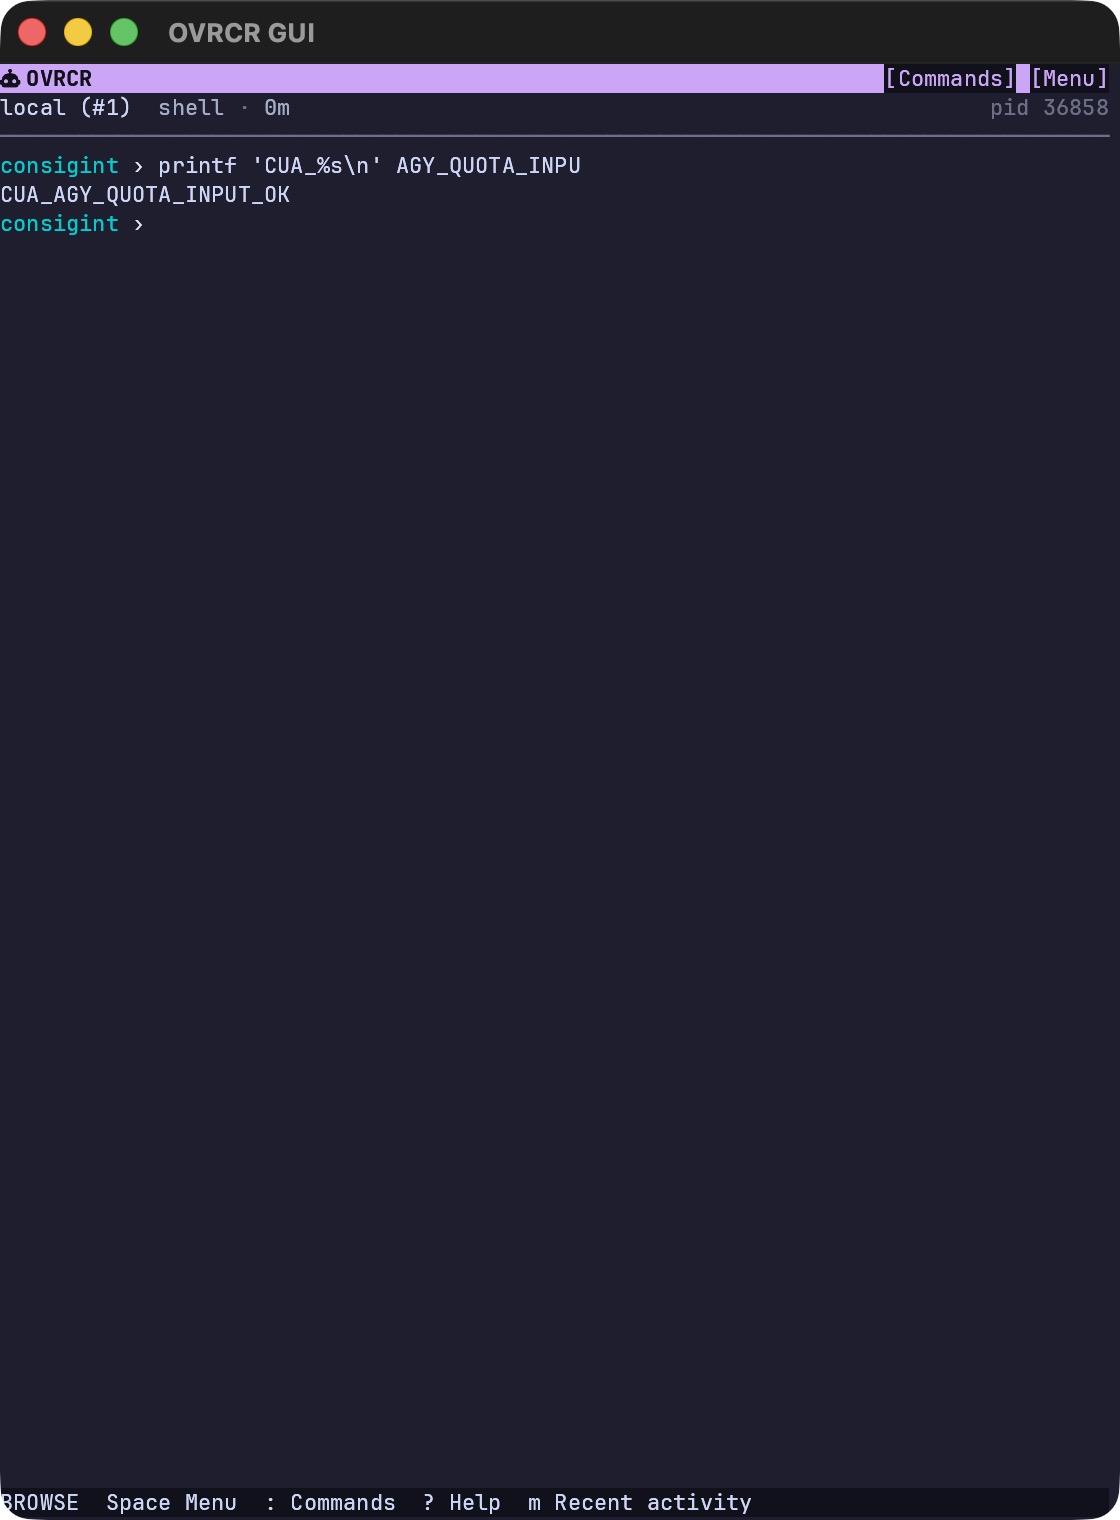 OVRCR GUI
OVRCR [Commands] [Menu]
local (#1) shell · 0m pid 36858
consigint › printf 'CUA_%s\n' AGY_QUOTA_INPU
CUA_AGY_QUOTA_INPUT_OK
consigint ›
BROWSE Space Menu : Commands ? Help m Recent activity